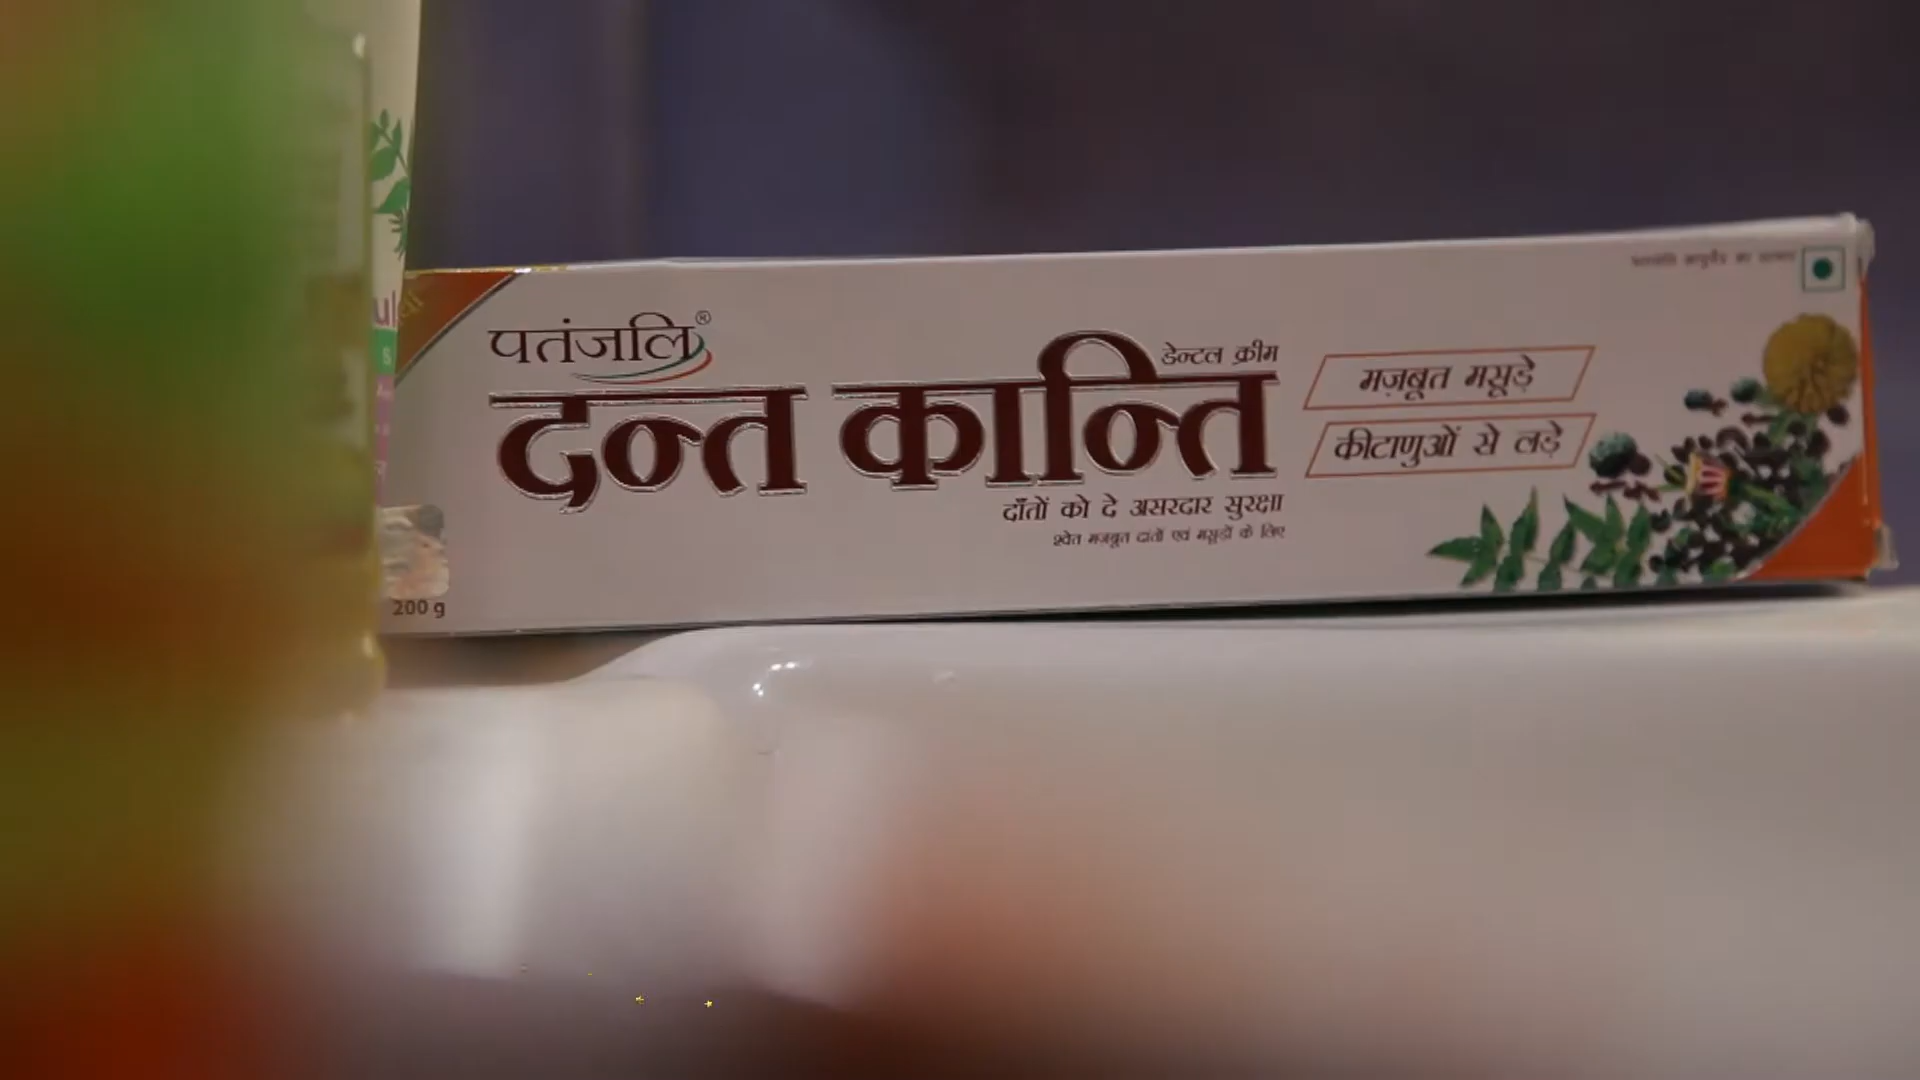 पतंजलि®
डेन्टल क्रीम
दन्त कान्ति
दाँतों को दे असरदार सुरक्षा
श्वेत मजबूत दांतों एवं मसूड़ों के लिए
मज़बूत मसूड़े
कीटाणुओं से लड़े
200 g